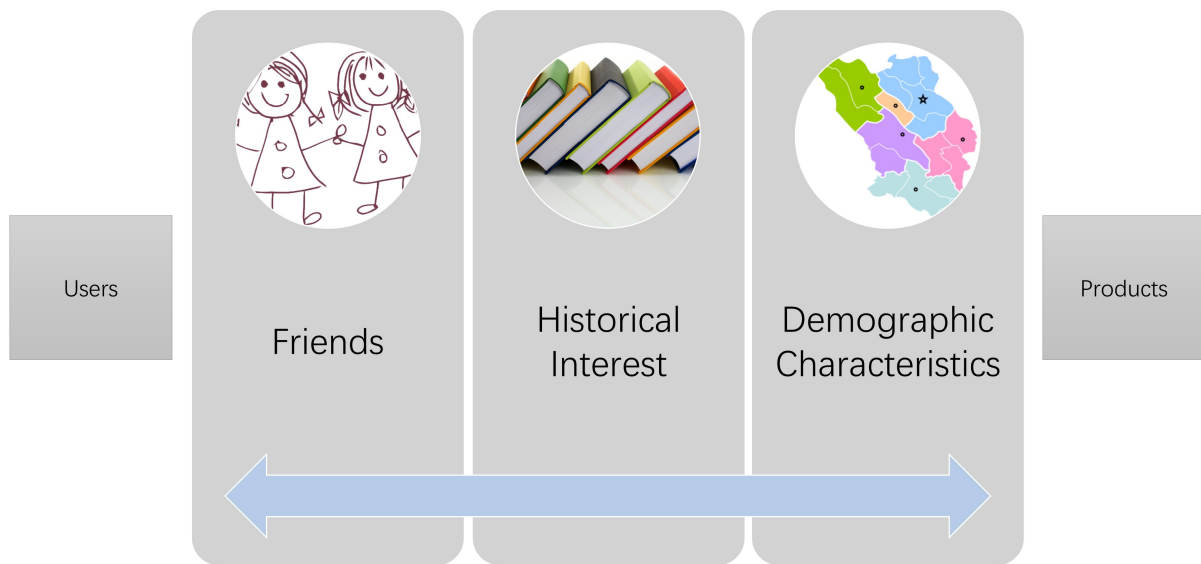 Users
Friends
Historical
Interest
Demographic
Characteristics
Products